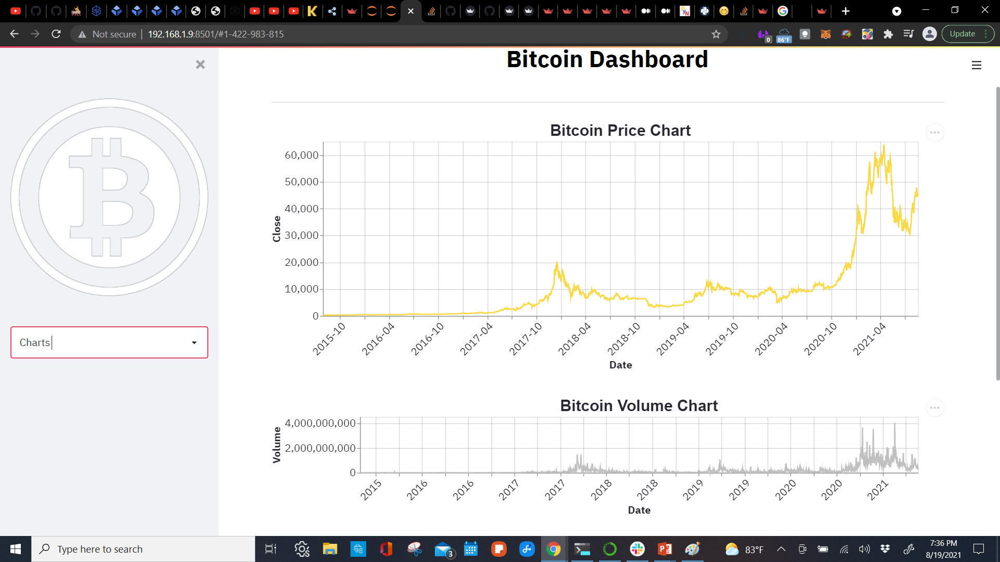 Not secure | 192.168.1.9:8501/#1-422-983-815
0
86°F
Update
Bitcoin Dashboard
Charts
Bitcoin Price Chart
60,000
50,000
40,000
30,000
20,000
10,000
0
Close
2015-10 2016-04 2016-10 2017-04 2017-10 2018-04 2018-10 2019-04 2019-10 2020-04 2020-10 2021-04
Date
Bitcoin Volume Chart
4,000,000,000
2,000,000,000
0
Volume
2015 2016 2016 2017 2017 2018 2018 2019 2019 2020 2020 2021
Date
Type here to search
3
83°F
7:36 PM
8/19/2021